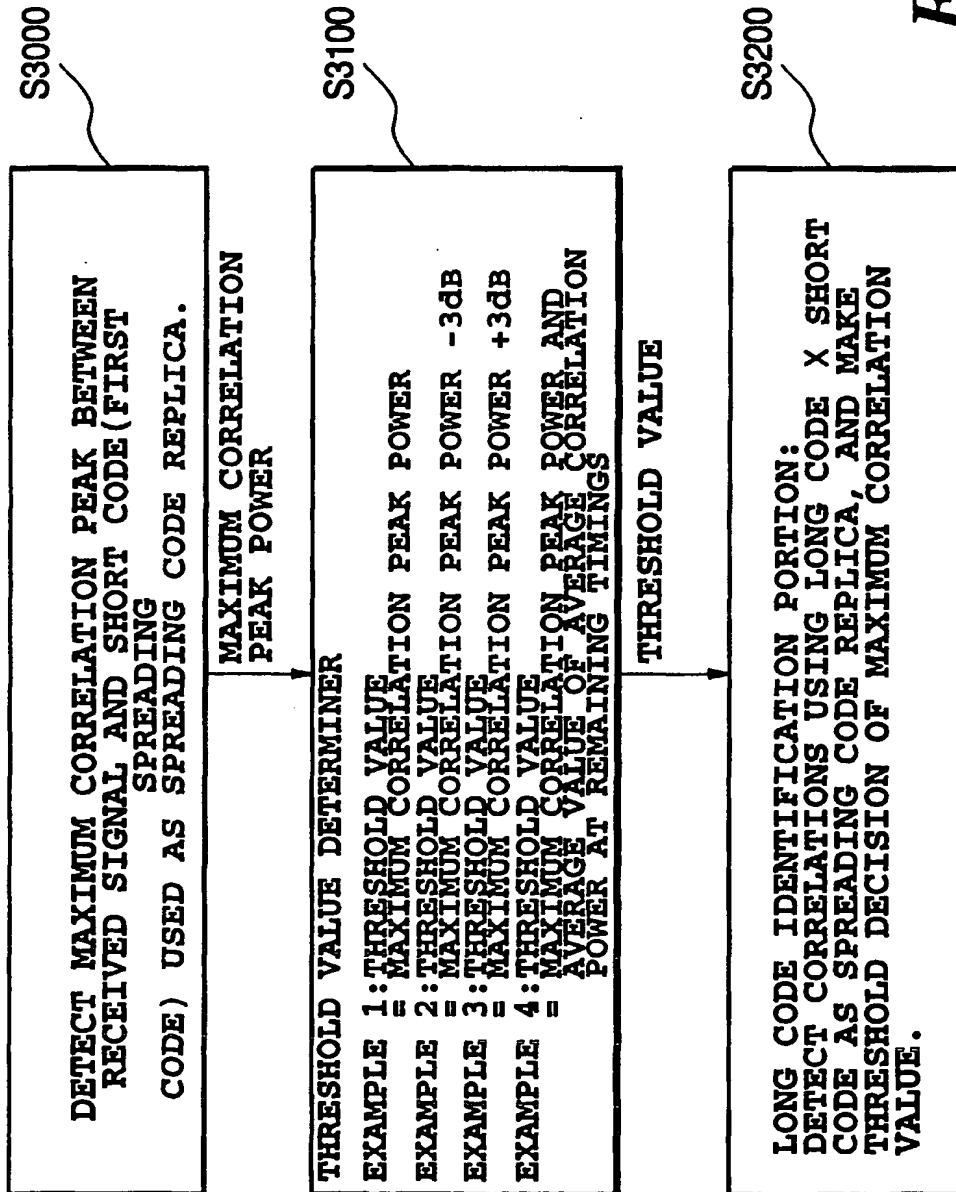 S3000
DETECT MAXIMUM CORRELATION PEAK BETWEEN
RECEIVED SIGNAL AND SHORT CODE(FIRST
SPREADING
CODE) USED AS SPREADING CODE REPLICA.
MAXIMUM CORRELATION
PEAK POWER
S3100
THRESHOLD VALUE DETERMINER
EXAMPLE 1:THRESHOLD VALUE
=MAXIMUM CORRELATION PEAK POWER
EXAMPLE 2:THRESHOLD VALUE
=MAXIMUM CORRELATION PEAK POWER -3dB
EXAMPLE 3:THRESHOLD VALUE
=MAXIMUM CORRELATION PEAK POWER +3dB
EXAMPLE 4:THRESHOLD VALUE
=MAXIMUM CORRELATION PEAK POWER AND
AVERAGE VALUE OF AVERAGE CORRELATION
POWER AT REMAINING TIMINGS
THRESHOLD VALUE
S3200
LONG CODE IDENTIFICATION PORTION:
DETECT CORRELATIONS USING LONG CODE X SHORT
CODE AS SPREADING CODE REPLICA, AND MAKE
THRESHOLD DECISION OF MAXIMUM CORRELATION
VALUE.